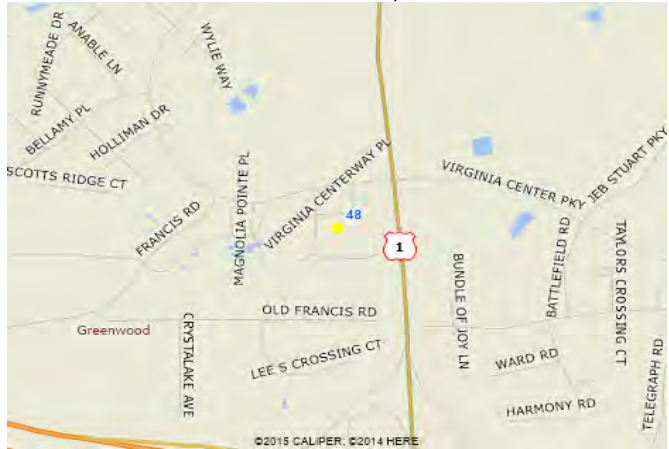 RUNNYMEADE DR
ANABLE LN
WYLIE WAY
BELLAMY PL
HOLLIMAN DR
SCOTTS RIDGE CT
FRANCIS RD
MAGNOLIA POINTE PL
VIRGINIA CENTERWAY PL
48
1
VIRGINIA CENTER PKY
JEB STUART PKY
BATTLEFIELD RD
TAYLORS CROSSING CT
BUNDLE OF JOY LN
OLD FRANCIS RD
Greenwood
CRYSTALAKE AVE
LEE S CROSSING CT
WARD RD
HARMONY RD
TELEGRAPH RD
©2015 CALIPER; ©2014 HERE